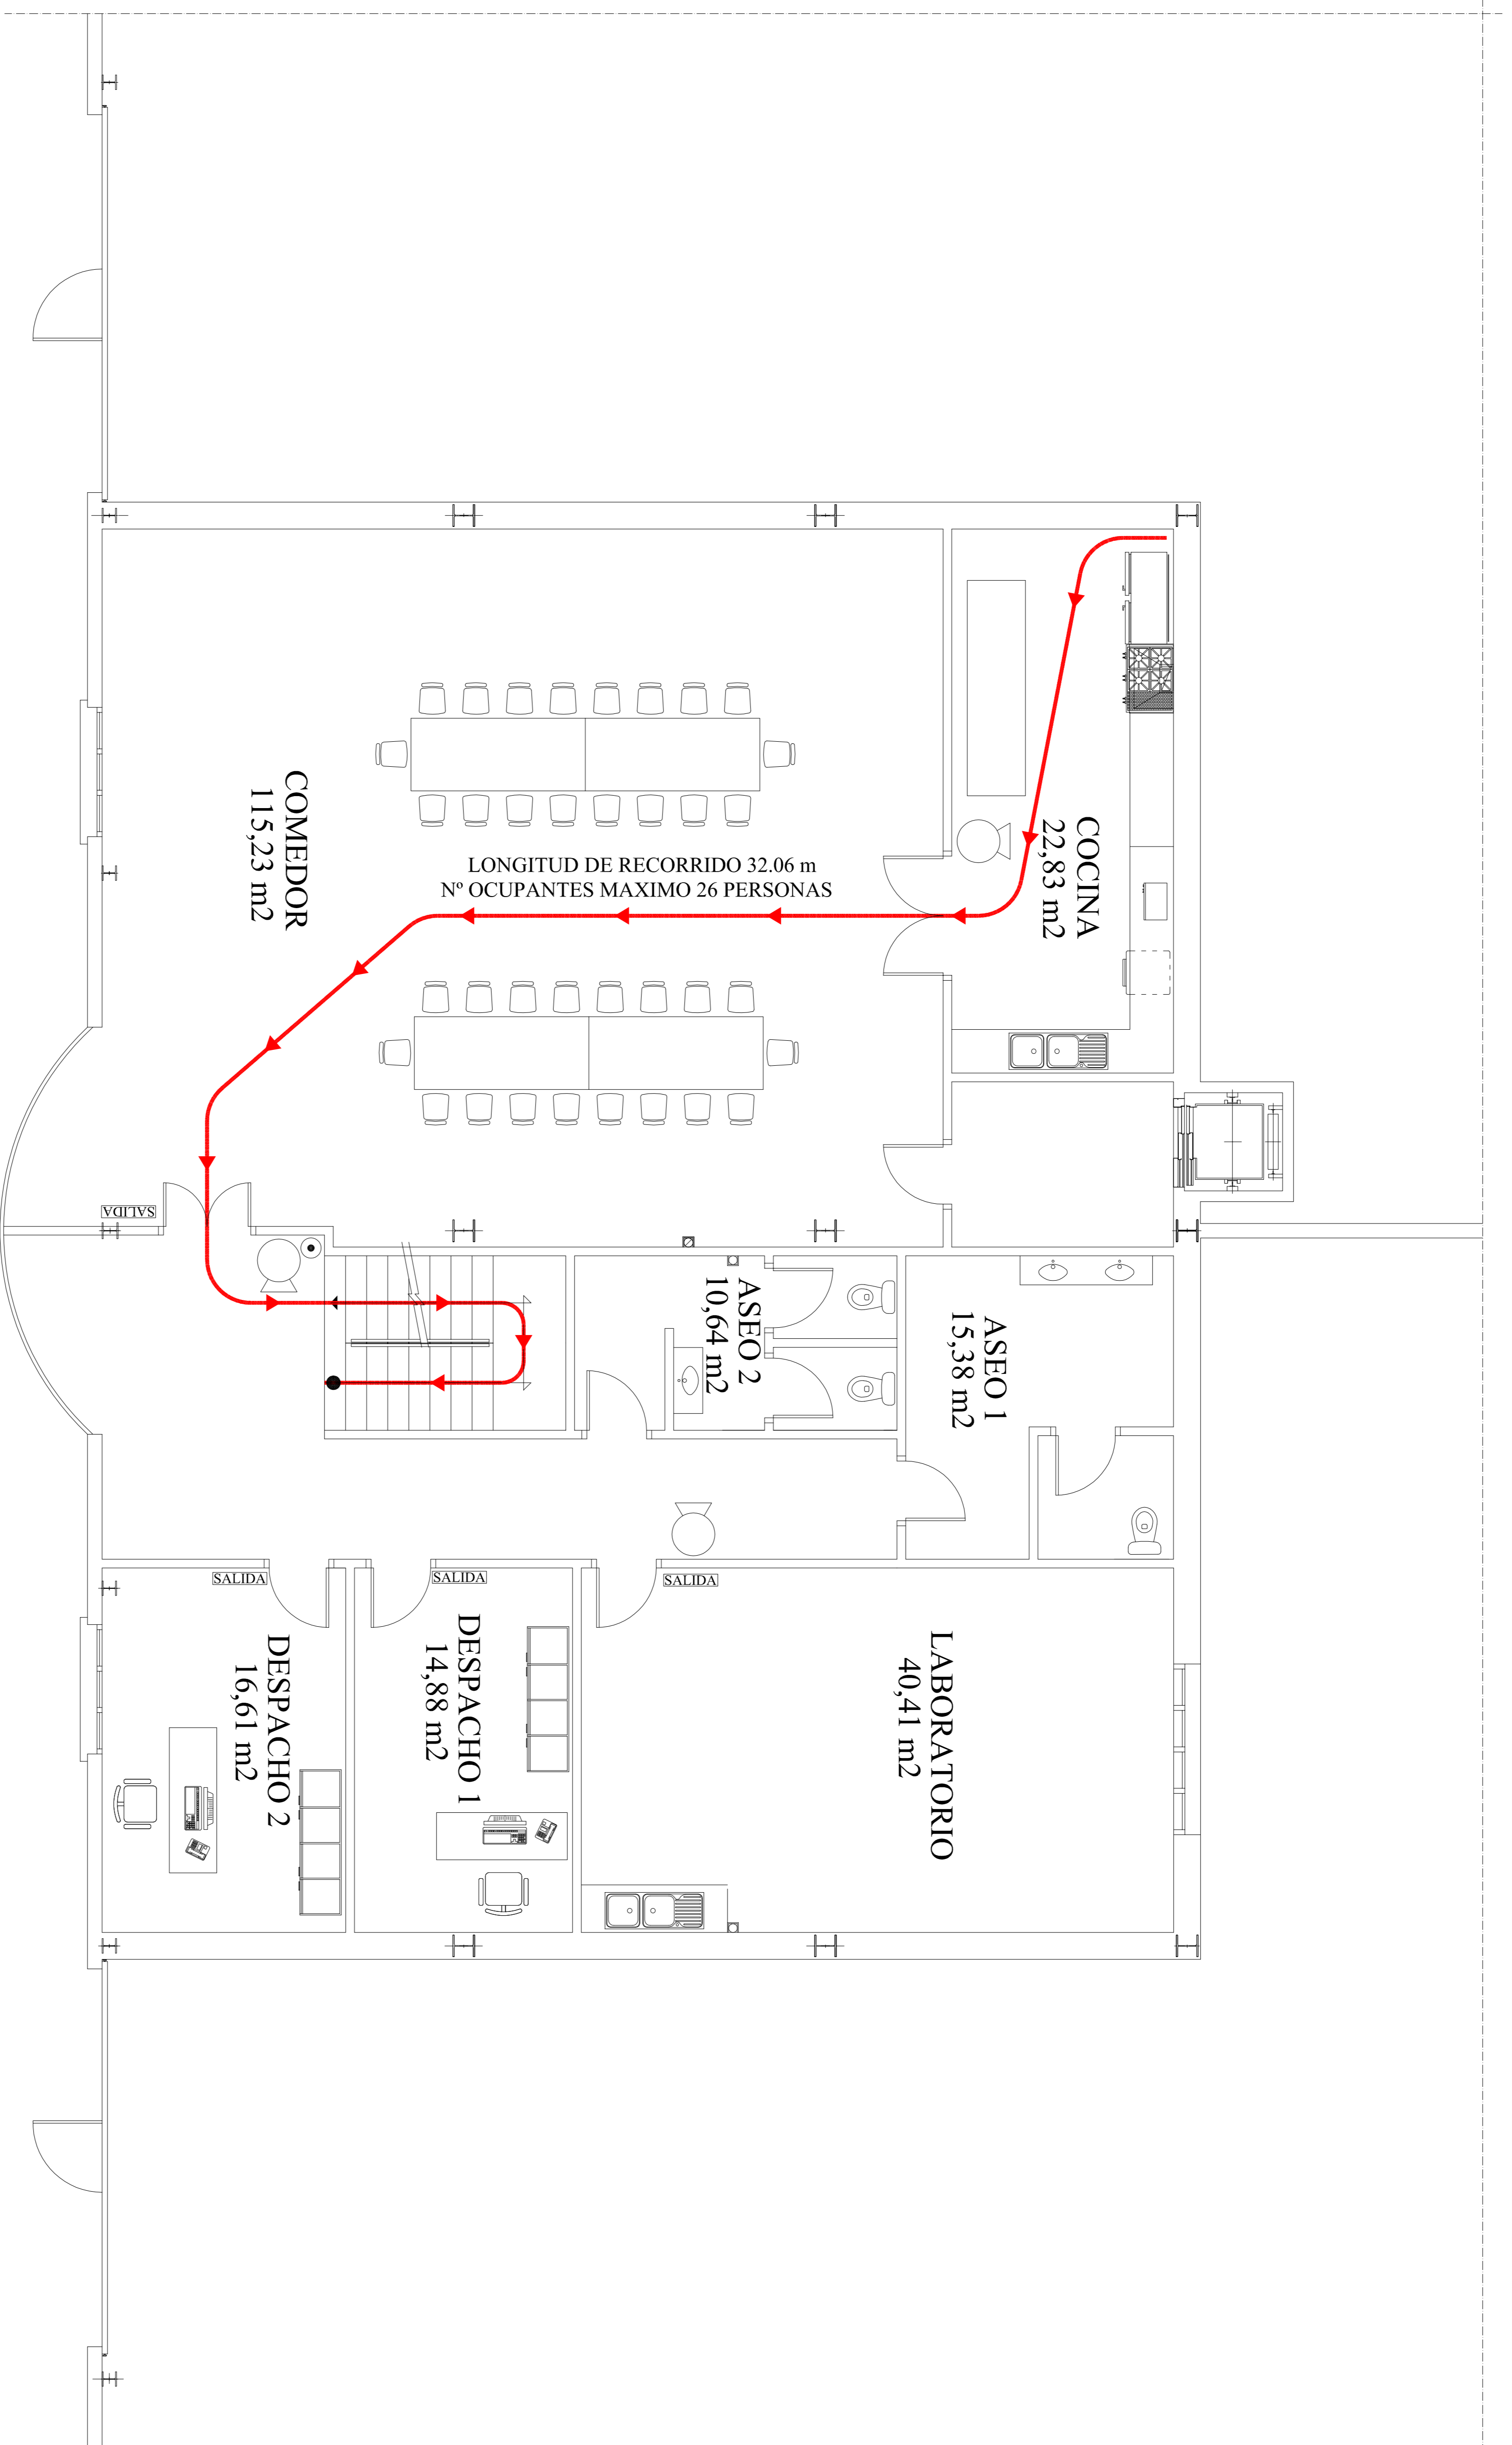 COCINA
22,83 m2
COMEDOR
115,23 m2
LONGITUD DE RECORRIDO 32.06 m
Nº OCUPANTES MAXIMO 26 PERSONAS
SALIDA
ASEO 2
10,64 m2
ASEO 1
15,38 m2
SALIDA
SALIDA
SALIDA
DESPACHO 2
16,61 m2
DESPACHO 1
14,88 m2
LABORATORIO
40,41 m2